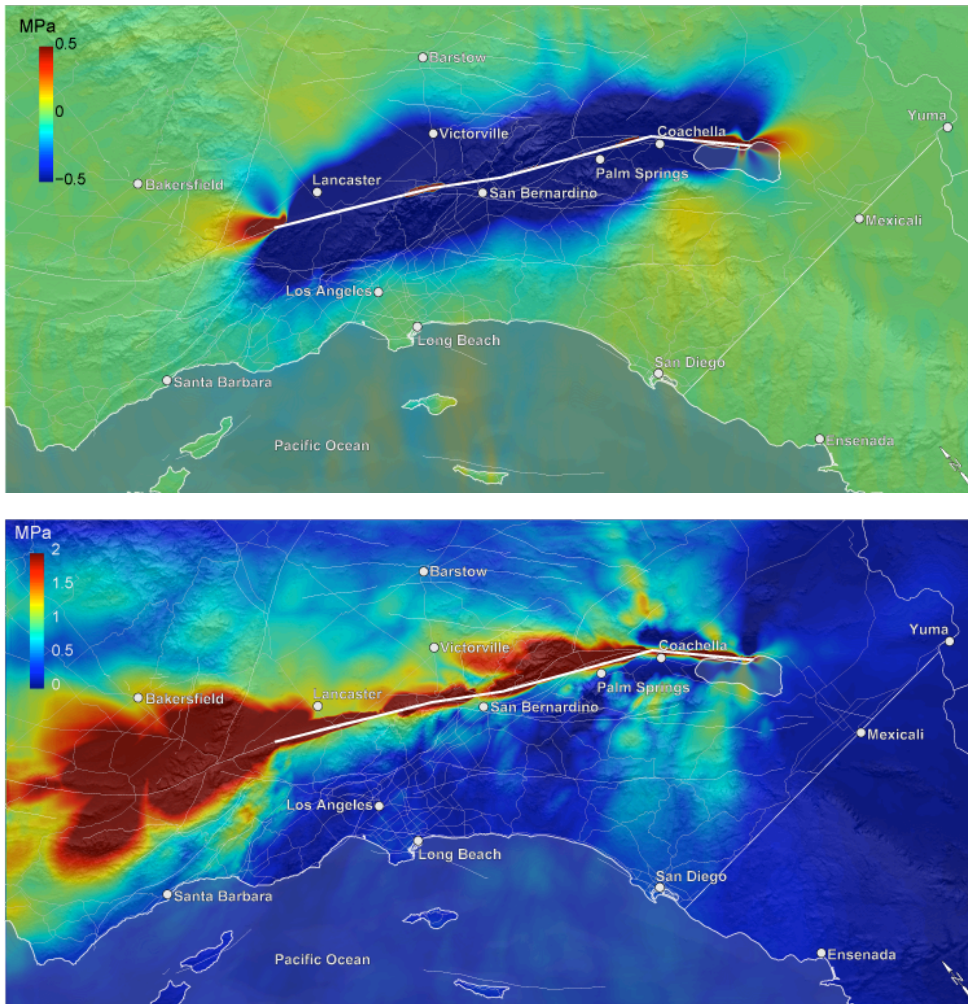 MPa
0.5
0
−0.5
Barstow
Victorville
Coachella
Yuma
Bakersfield
Lancaster
Palm Springs
San Bernardino
Mexicali
Los Angeles
Long Beach
San Diego
Santa Barbara
Pacific Ocean
Ensenada
N
MPa
2
1.5
1
0.5
0
Barstow
Victorville
Coachella
Yuma
Bakersfield
Lancaster
Palm Springs
San Bernardino
Mexicali
Los Angeles
Long Beach
San Diego
Santa Barbara
Pacific Ocean
Ensenada
N